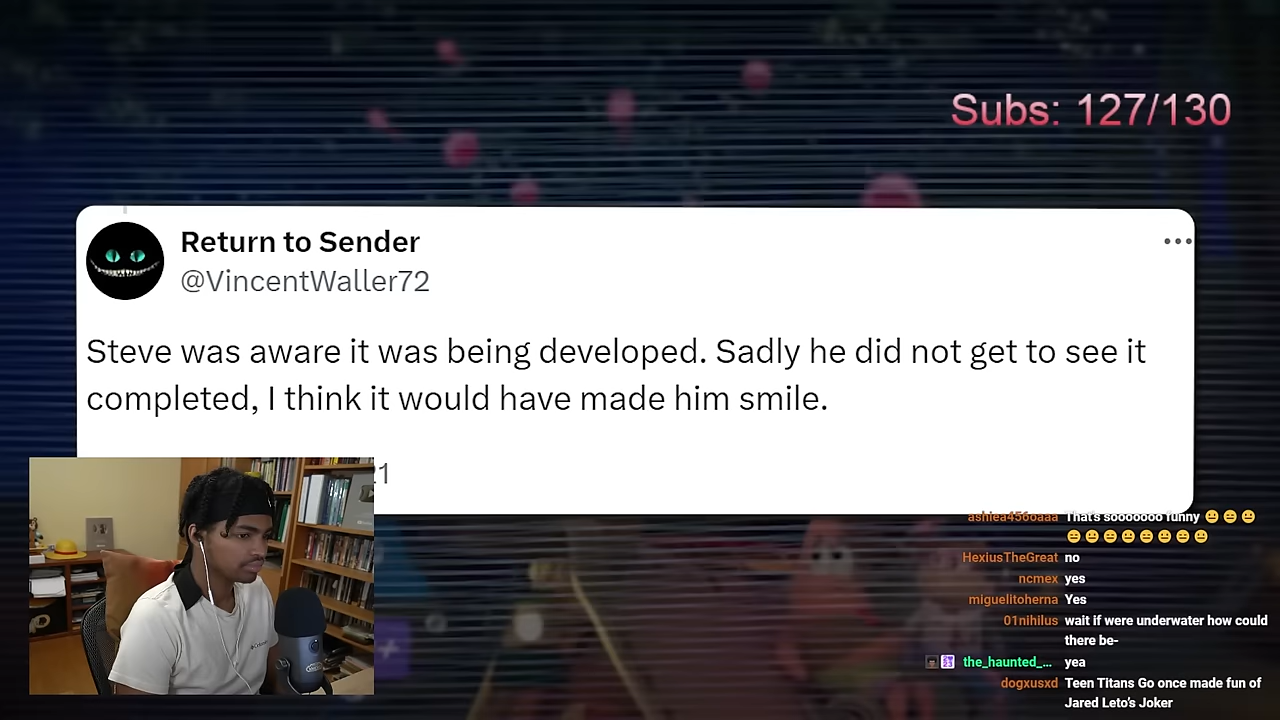 Subs: 127/130
Return to Sender
@VincentWaller72
Steve was aware it was being developed. Sadly he did not get to see it
completed, I think it would have made him smile.
21
ashlea456oaaa That's sooooooo funny 😐 😑 😐
😐 😐 😑 😐 😑 😐 😑 😐
HexiusTheGreat no
ncmex yes
miguelitoherna Yes
01nihilus wait if were underwater how could
there be-
the_haunted_... yea
dogxusxd Teen Titans Go once made fun of
Jared Leto's Joker